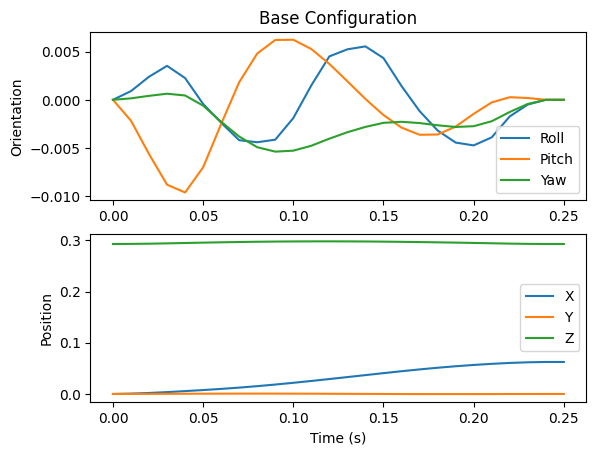 Base Configuration
Orientation
0.005
0.000
−0.005
−0.010
Roll
Pitch
Yaw
0.00 0.05 0.10 0.15 0.20 0.25
Position
0.3
0.2
0.1
0.0
X
Y
Z
0.00 0.05 0.10 0.15 0.20 0.25
Time (s)